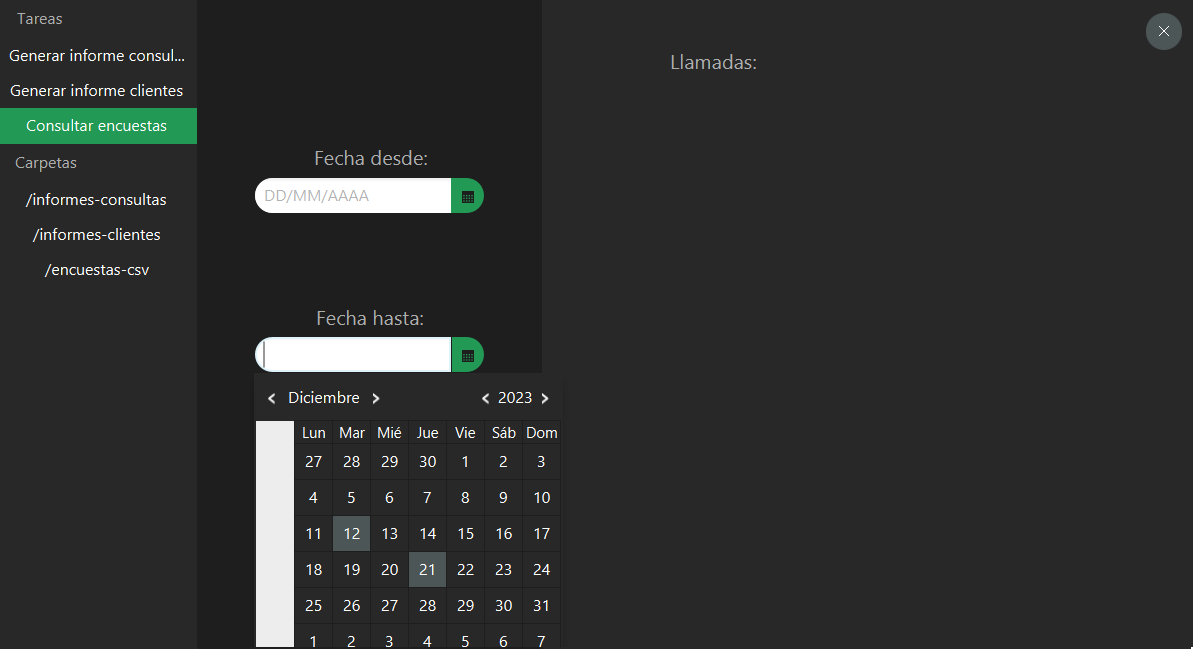 Tareas
Generar informe consul...
Generar informe clientes
Consultar encuestas
Carpetas
/informes-consultas
/informes-clientes
/encuestas-csv
Fecha desde:
DD/MM/AAAA
Fecha hasta:
< Diciembre > < 2023 >
Lun Mar Mié Jue Vie Sáb Dom
27 28 29 30 1 2 3
4 5 6 7 8 9 10
11 12 13 14 15 16 17
18 19 20 21 22 23 24
25 26 27 28 29 30 31
1 2 3 4 5 6 7
Llamadas: